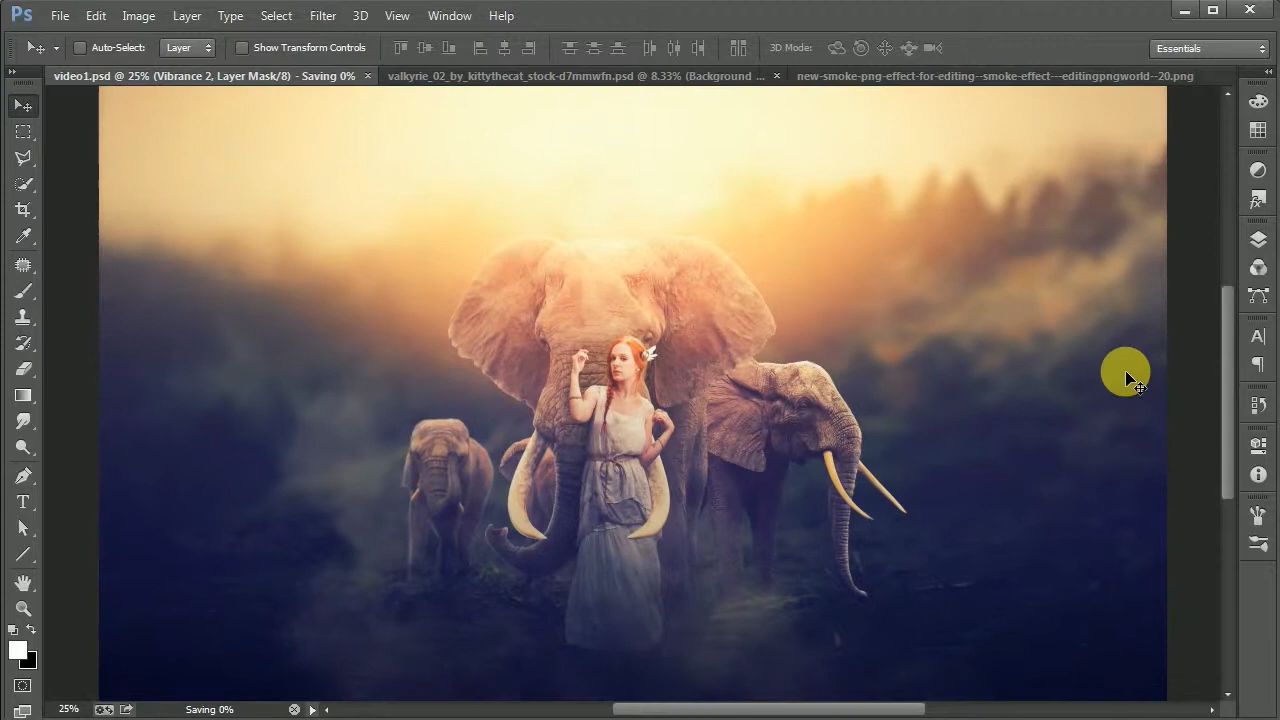 Ps File Edit Image Layer Type Select Filter 3D View Window Help
Auto-Select: Layer Show Transform Controls 3D Mode: Essentials
video1.psd @ 25% (Vibrance 2, Layer Mask/8) - Saving 0% × valkyrie_02_by_kittythecat_stock-d7mmwfn.psd @ 8.33% (Background ... × new-smoke-png-effect-for-editing--smoke-effect---editingpngworld--20.png
25% Saving 0%